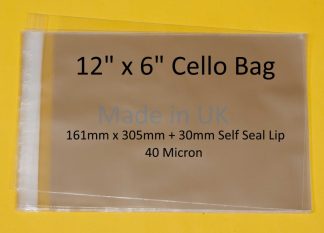 12" x 6" Cello Bag
Made in UK
161mm x 305mm + 30mm Self Seal Lip
40 Micron